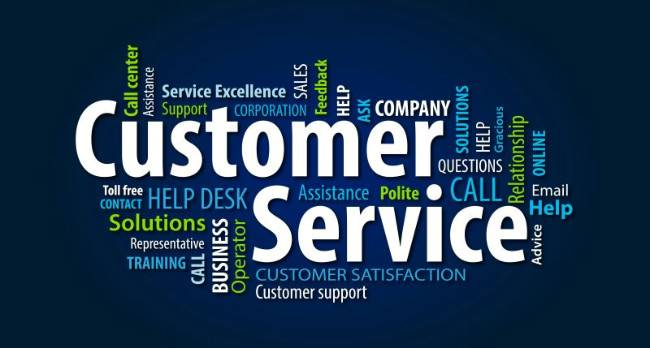 Call center
Assistance
Service Excellence
SALES
Feedback
HELP
Support
CORPORATION
ASK
COMPANY
SOLUTIONS
HELP
Gracious
Relationship
ONLINE
Customer
QUESTIONS
Toll free
CONTACT
HELP DESK
Assistance
Polite
CALL
Email
Help
Solutions
Service
Advice
Representative
BUSINESS
Operator
TRAINING
CALL
CUSTOMER SATISFACTION
Customer support